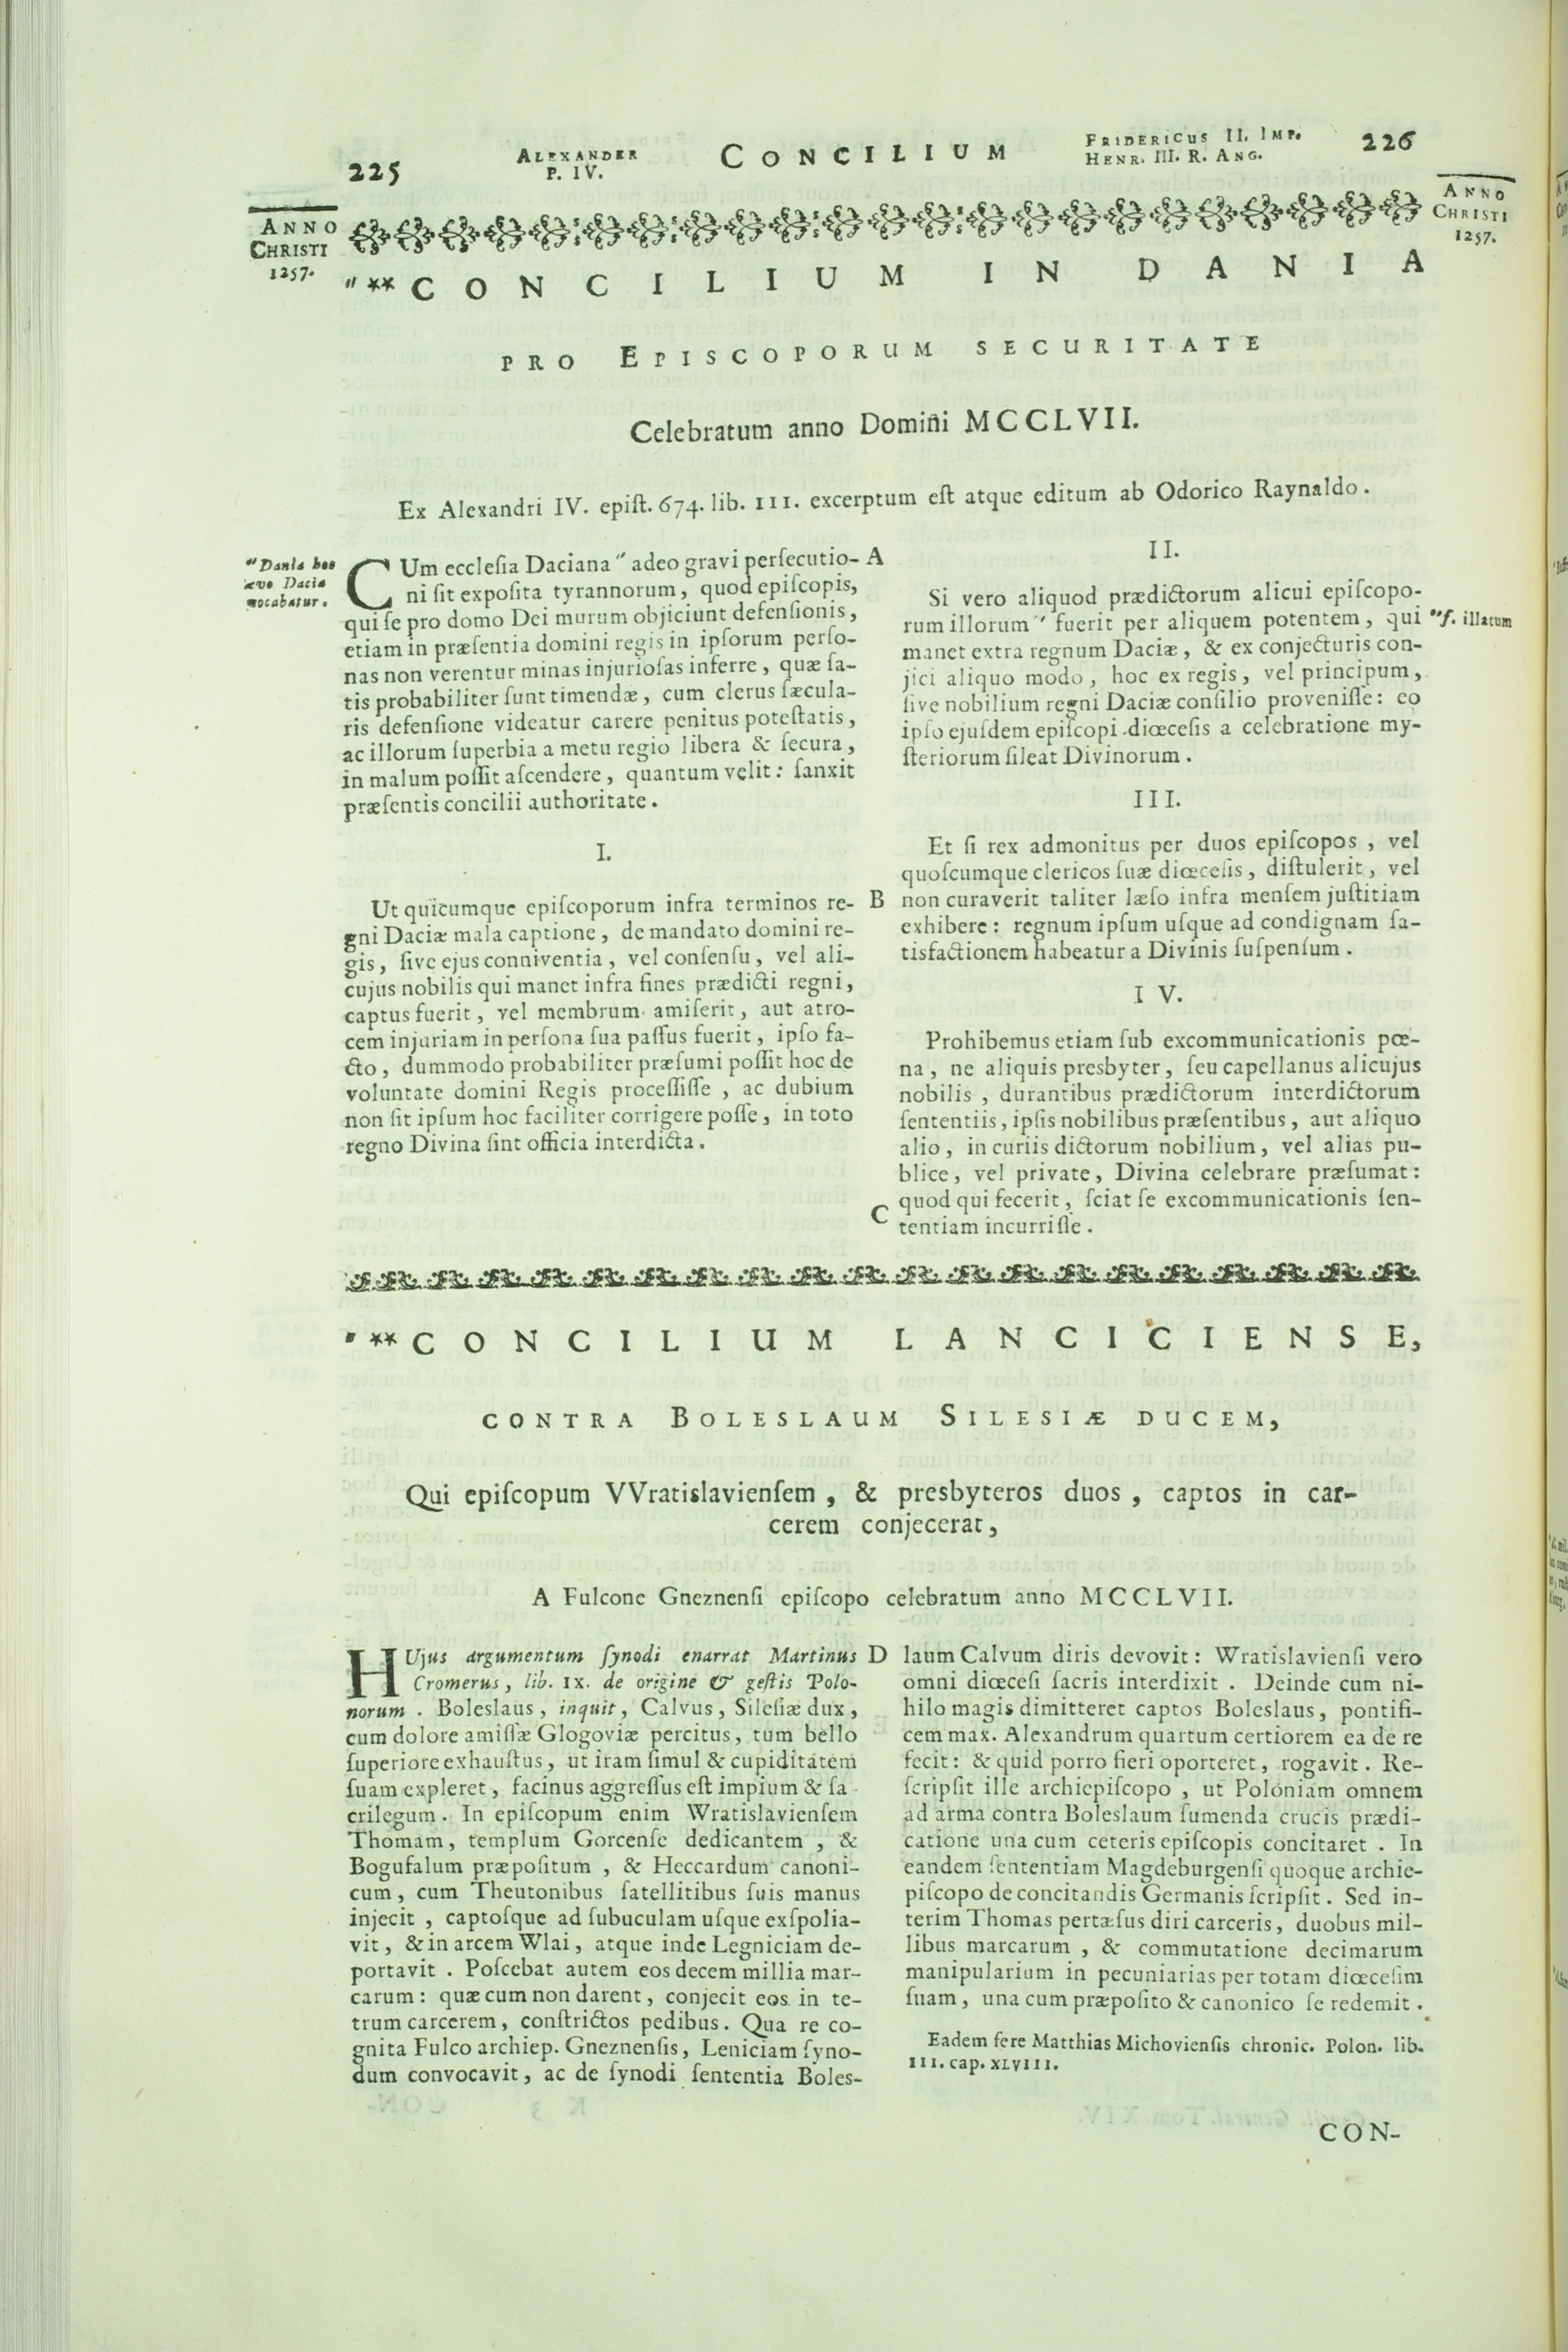 225
ALEXANDER
P. IV.
CONCILIUM
FRIDERICUS II. IMP.
HENR. III. R. ANG.
226
ANNO
CHRISTI
1257.
ANNO
CHRISTI
1257.
"**CONCILIUM IN DANIA
PRO EPISCOPORUM SECURITATE
Celebratum anno Domini MCCLVII.
Ex Alexandri IV. epiſt. 674. lib. III. excerptum eſt atque editum ab Odorico Raynaldo.
"Dania hoc
ævo Dacia
vocabatur.
CUm eccleſia Daciana " adeo gravi perſecutio- A
ni ſit expoſita tyrannorum, quod epiſcopis,
qui ſe pro domo Dei murum objiciunt defenſionis,
etiam in præſentia domini regis in ipſorum perſo-
nas non verentur minas injurioſas inferre, quæ ſa-
tis probabiliter ſunt timendæ, cum clerus ſæcula-
ris defenſione videatur carere penitus poteſtatis,
ac illorum ſuperbia a metu regio libera & ſecura,
in malum poſſit aſcendere, quantum velit: ſanxit
præſentis concilii authoritate.
I.
Ut quicumque epiſcoporum infra terminos re- B
gni Daciæ mala captione, de mandato domini re-
gis, ſive ejus conniventia, vel conſenſu, vel ali-
cujus nobilis qui manet infra fines prædicti regni,
captus fuerit, vel membrum amiſerit, aut atro-
cem injuriam in perſona ſua paſſus fuerit, ipſo fa-
cto, dummodo probabiliter præſumi poſſit hoc de
voluntate domini Regis proceſſiſſe, ac dubium
non ſit ipſum hoc faciliter corrigere poſſe, in toto
regno Divina ſint officia interdicta.
II.
Si vero aliquod prædictorum alicui epiſcopo-
rum illorum " fuerit per aliquem potentem, qui
"f. illatum
manet extra regnum Daciæ, & ex conjecturis con-
jici aliquo modo, hoc ex regis, vel principum,
ſive nobilium regni Daciæ conſilio proveniſſe: eo
ipſo ejuſdem epiſcopi diœceſis a celebratione my-
ſteriorum ſileat Divinorum.
III.
Et ſi rex admonitus per duos epiſcopos, vel
quoſcumque clericos ſuæ diœceſis, diſtulerit, vel
non curaverit taliter læſo infra menſem juſtitiam
exhibere: regnum ipſum uſque ad condignam ſa-
tisfactionem habeatur a Divinis ſuſpenſum.
IV.
Prohibemus etiam ſub excommunicationis pœ-
na, ne aliquis presbyter, ſeu capellanus alicujus
nobilis, durantibus prædictorum interdictorum
ſententiis, ipſis nobilibus præſentibus, aut aliquo
alio, in curiis dictorum nobilium, vel alias pu-
blice, vel private, Divina celebrare præſumat:
C quod qui fecerit, ſciat ſe excommunicationis ſen-
tentiam incurriſſe.
"**CONCILIUM LANCICIENSE,
CONTRA BOLESLAUM SILESIÆ DUCEM,
Qui epiſcopum VVratislavienſem, & presbyteros duos, captos in car-
cerem conjecerat,
A Fulcone Gneznenſi epiſcopo celebratum anno MCCLVII.
HUjus argumentum ſynodi enarrat Martinus D
Cromerus, lib. IX. de origine & geſtis Polo-
norum. Boleslaus, inquit, Calvus, Sileſiæ dux,
cum dolore amiſſæ Glogoviæ percitus, tum bello
ſuperiore exhauſtus, ut iram ſimul & cupiditatem
ſuam expleret, facinus aggreſſus eſt impium & ſa-
crilegum. In epiſcopum enim Wratislavienſem
Thomam, templum Gorcenſe dedicantem, &
Bogufalum præpoſitum, & Heccardum canoni-
cum, cum Theutonibus ſatellitibus ſuis manus
injecit, captoſque ad ſubuculam uſque exſpolia-
vit, & in arcem Wlai, atque inde Legniciam de-
portavit. Poſcebat autem eos decem millia mar-
carum: quæ cum non darent, conjecit eos in te-
trum carcerem, conſtrictos pedibus. Qua re co-
gnita Fulco archiep. Gneznenſis, Leniciam ſyno-
dum convocavit, ac de ſynodi ſententia Boles-
laum Calvum diris devovit: Wratislavienſi vero
omni diœceſi ſacris interdixit. Deinde cum ni-
hilo magis dimitteret captos Boleslaus, pontifi-
cem max. Alexandrum quartum certiorem ea de re
fecit: & quid porro fieri oporteret, rogavit. Re-
ſcripſit ille archiepiſcopo, ut Poloniam omnem
ad arma contra Boleslaum ſumenda crucis prædi-
catione una cum ceteris epiſcopis concitaret. In
eandem ſententiam Magdeburgenſi quoque archie-
piſcopo de concitandis Germanis ſcripſit. Sed in-
terim Thomas pertæſus diri carceris, duobus mil-
libus marcarum, & commutatione decimarum
manipularium in pecuniarias per totam diœceſim
ſuam, una cum præpoſito & canonico ſe redemit.
Eadem fere Matthias Michovienſis chronic. Polon. lib.
III. cap. XLVIII.
CON-